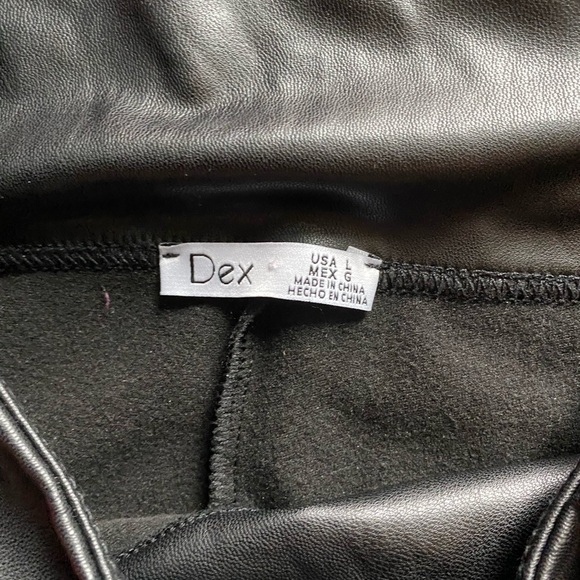 Dex
USA L
MEX G
MADE IN CHINA
HECHO EN CHINA